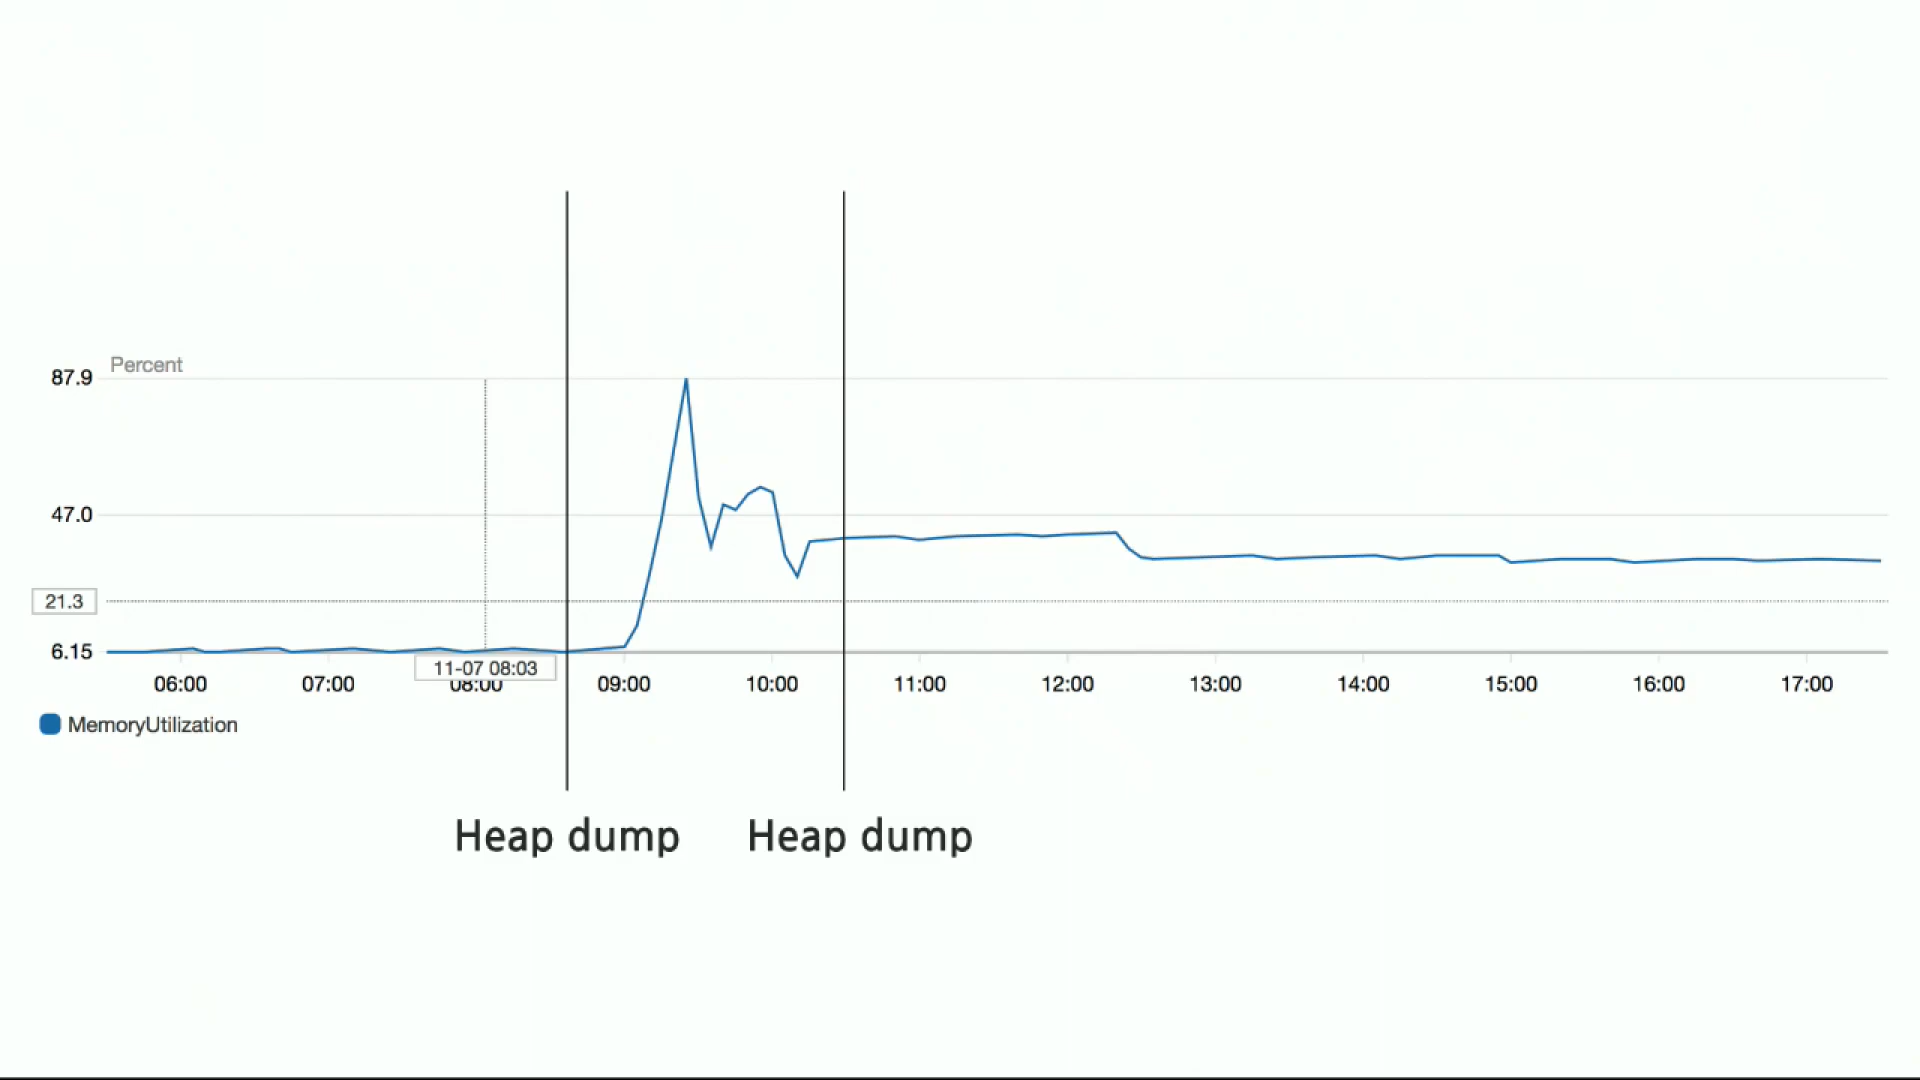 Percent
87.9
47.0
21.3
6.15
11-07 08:03
06:00 07:00 08:00 09:00 10:00 11:00 12:00 13:00 14:00 15:00 16:00 17:00
MemoryUtilization
Heap dump Heap dump